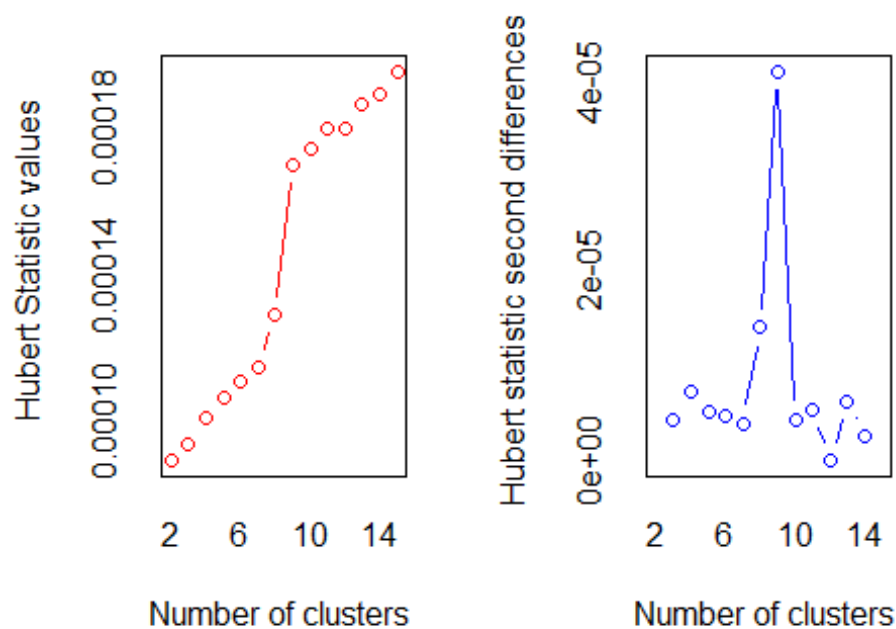 Hubert Statistic values
0.00010 0.00014 0.00018
2 6 10 14
Number of clusters
Hubert statistic second differences
0e+00 2e-05 4e-05
2 6 10 14
Number of clusters